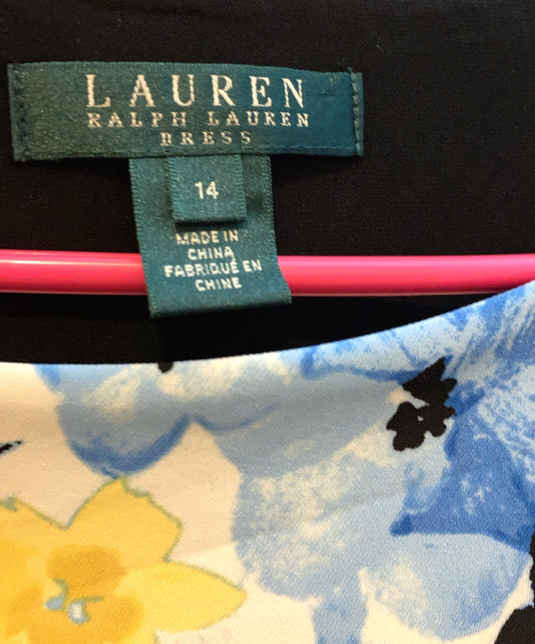 LAUREN
RALPH LAUREN
DRESS
14
MADE IN
CHINA
FABRIQUÉ EN
CHINE